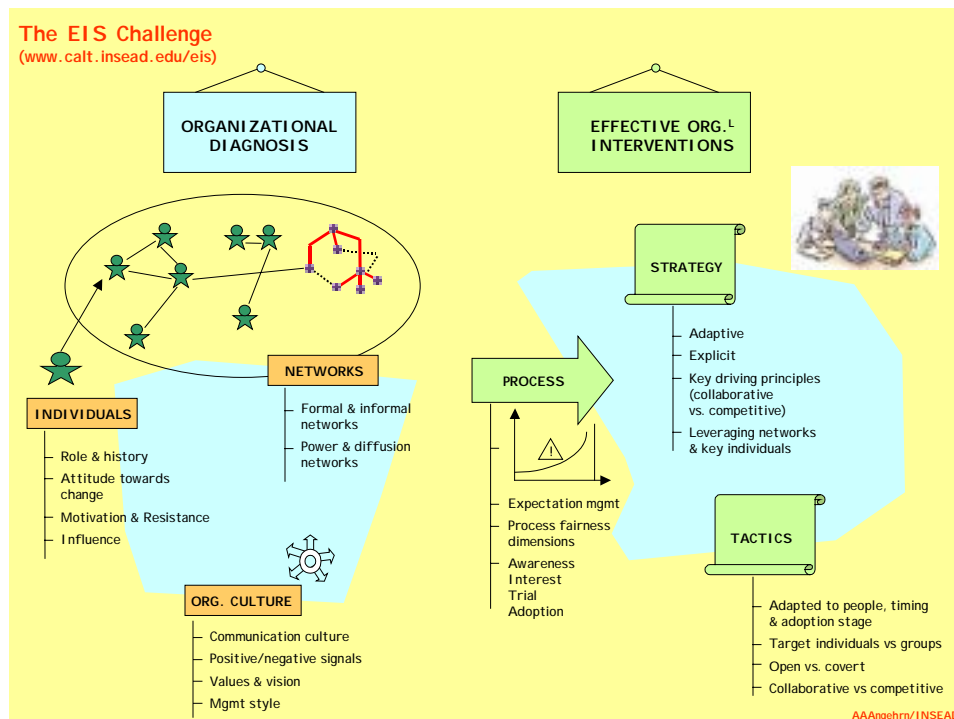 The EIS Challenge
(www.calt.insead.edu/eis)
ORGANIZATIONAL
DIAGNOSIS
EFFECTIVE ORG.ᴸ
INTERVENTIONS
NETWORKS
Formal & informal
networks
Power & diffusion
networks
INDIVIDUALS
Role & history
Attitude towards
change
Motivation & Resistance
Influence
ORG. CULTURE
Communication culture
Positive/negative signals
Values & vision
Mgmt style
PROCESS
!
Expectation mgmt
Process fairness
dimensions
Awareness
Interest
Trial
Adoption
STRATEGY
Adaptive
Explicit
Key driving principles
(collaborative
vs. competitive)
Leveraging networks
& key individuals
TACTICS
Adapted to people, timing
& adoption stage
Target individuals vs groups
Open vs. covert
Collaborative vs competitive
AAAngehrn/INSEAD